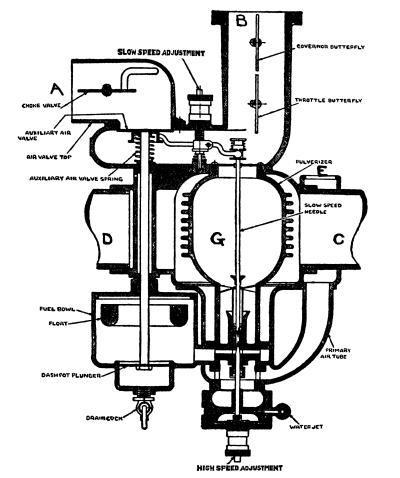 B
SLOW SPEED ADJUSTMENT
GOVERNOR BUTTERFLY
A
CHOKE VALVE
THROTTLE BUTTERFLY
AUXILIARY AIR
VALVE
AIR VALVE TOP
PULVERIZER
AUXILIARY AIR VALVE SPRING
E
SLOW SPEED
NEEDLE
D
G
C
FUEL BOWL
FLOAT
PRIMARY
AIR TUBE
DASHPOT PLUNGER
DRAINCOCK
WATER JET
HIGH SPEED ADJUSTMENT